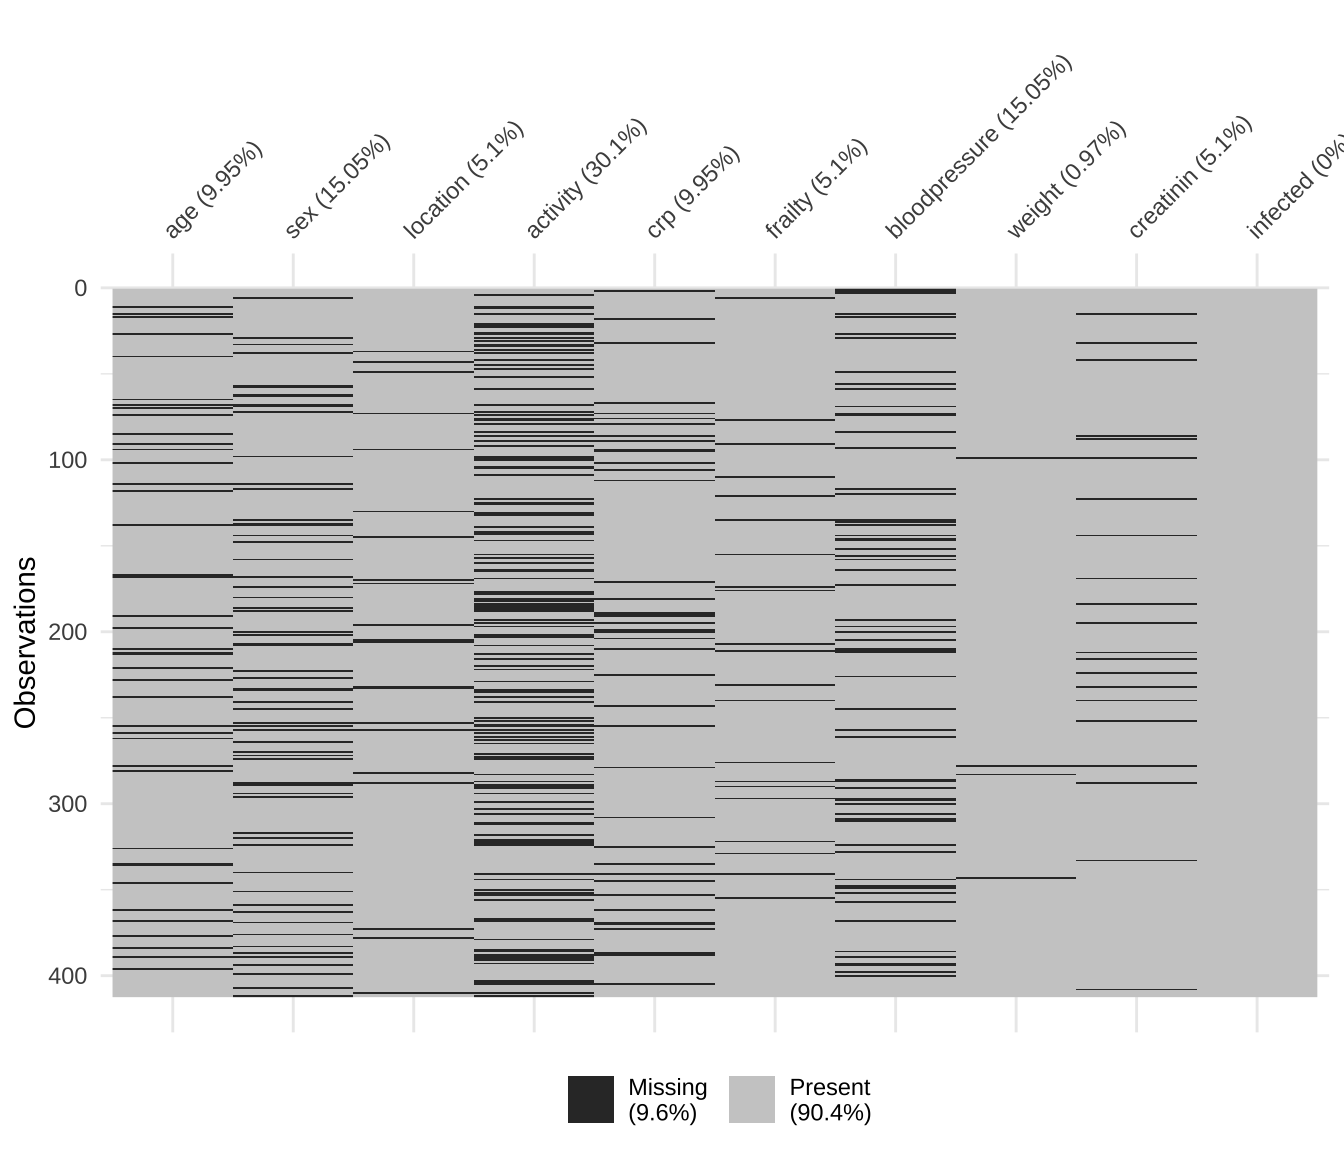 age (9.95%)
sex (15.05%)
location (5.1%)
activity (30.1%)
crp (9.95%)
frailty (5.1%)
bloodpressure (15.05%)
weight (0.97%)
creatinin (5.1%)
infected (0%
0
100
200
300
400
Observations
Missing
(9.6%)
Present
(90.4%)